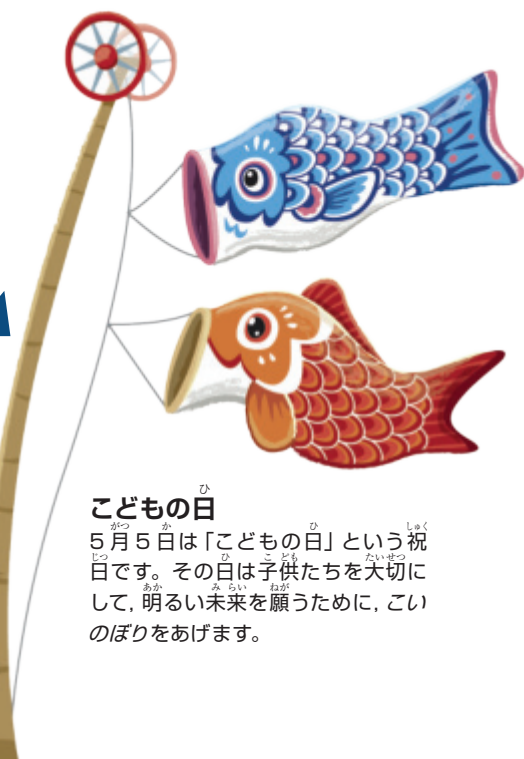 こどもの日
5月5日は「こどもの日」という祝
日です。その日は子供たちを大切に
して, 明るい未来を願うために, こい
のぼりをあげます。